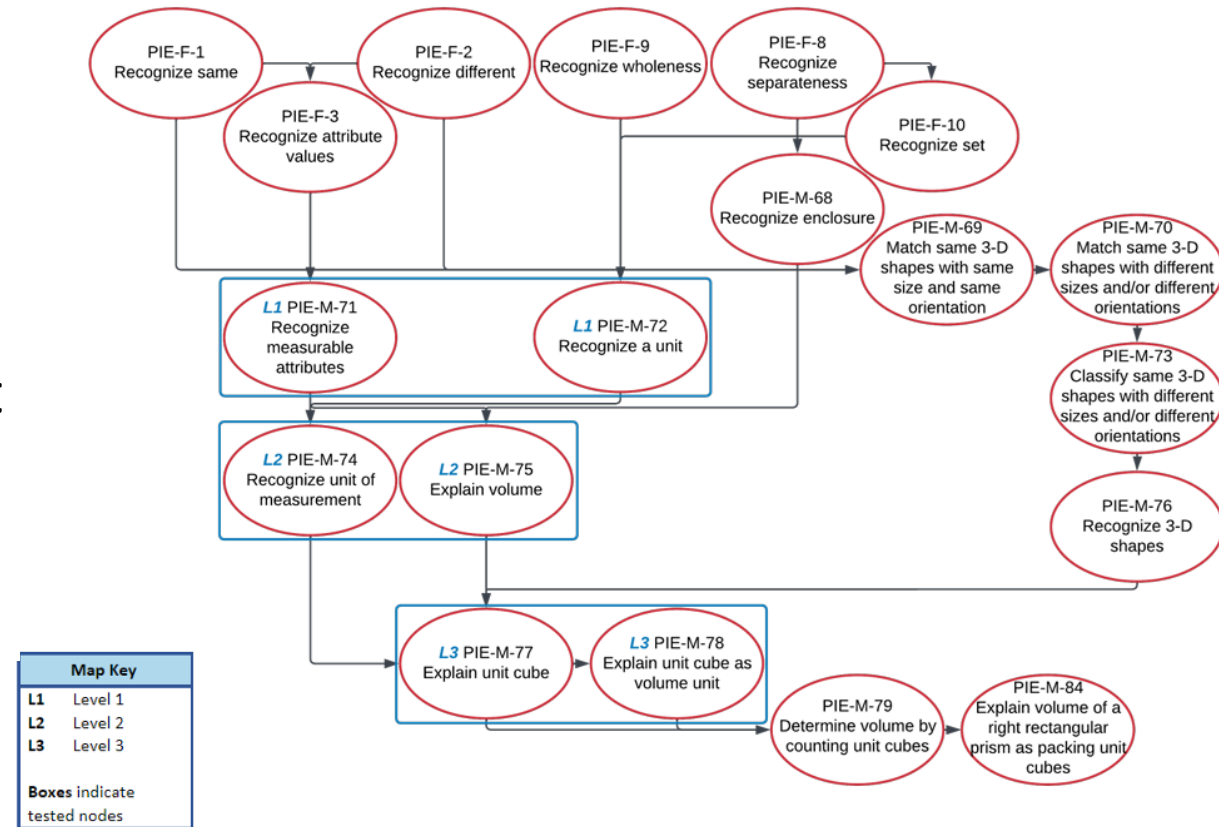 PIE-F-1
Recognize same
PIE-F-2
Recognize different
PIE-F-9
Recognize wholeness
PIE-F-8
Recognize
separateness
PIE-F-3
Recognize attribute
values
PIE-F-10
Recognize set
PIE-M-68
Recognize enclosure
PIE-M-69
Match same 3-D
shapes with same
size and same
orientation
PIE-M-70
Match same 3-D
shapes with different
sizes and/or different
orientations
L1 PIE-M-71
Recognize
measurable
attributes
L1 PIE-M-72
Recognize a unit
PIE-M-73
Classify same 3-D
shapes with different
sizes and/or different
orientations
L2 PIE-M-74
Recognize unit of
measurement
L2 PIE-M-75
Explain volume
PIE-M-76
Recognize 3-D
shapes
L3 PIE-M-77
Explain unit cube
L3 PIE-M-78
Explain unit cube as
volume unit
PIE-M-79
Determine volume by
counting unit cubes
PIE-M-84
Explain volume of a
right rectangular
prism as packing unit
cubes
Map Key
L1 Level 1
L2 Level 2
L3 Level 3
Boxes indicate
tested nodes